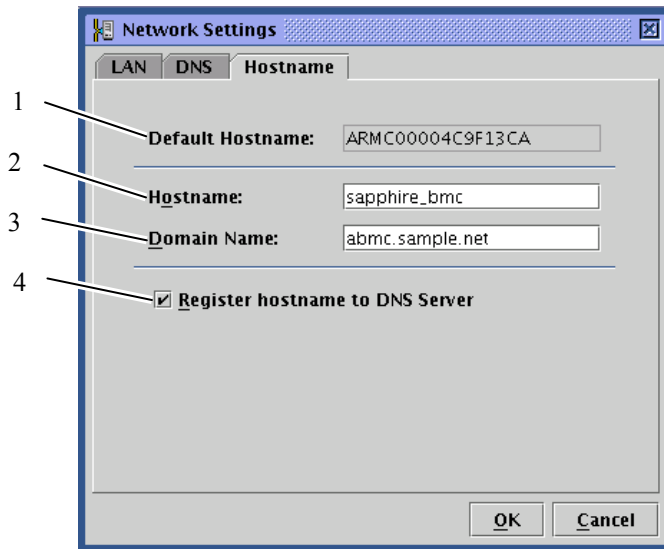 Network Settings
LAN DNS Hostname
1
Default Hostname: ARMC00004C9F13CA
2
Hostname: sapphire_bmc
3
Domain Name: abmc.sample.net
4
Register hostname to DNS Server
OK Cancel